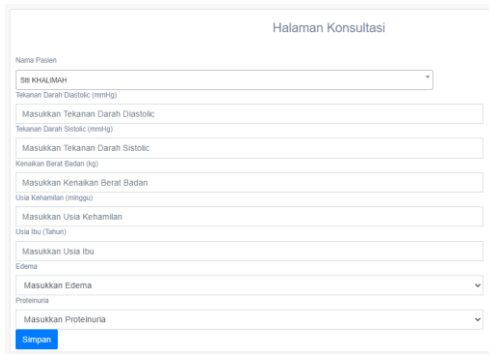 Halaman Konsultasi
Nama Pasien
Siti KHALIMAH
Tekanan Darah Diastolic (mmHg)
Masukkan Tekanan Darah Diastolic
Tekanan Darah Sistolic (mmHg)
Masukkan Tekanan Darah Sistolic
Kenaikan Berat Badan (kg)
Masukkan Kenaikan Berat Badan
Usia Kehamilan (minggu)
Masukkan Usia Kehamilan
Usia Ibu (Tahun)
Masukkan Usia Ibu
Edema
Masukkan Edema
Proteinuria
Masukkan Proteinuria
Simpan